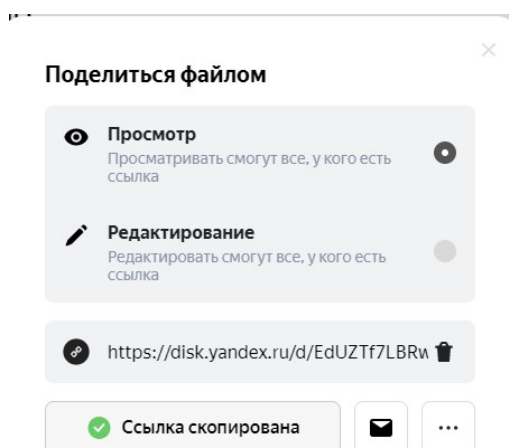 Поделиться файлом
Просмотр
Просматривать смогут все, у кого есть
ссылка
Редактирование
Редактировать смогут все, у кого есть
ссылка
https://disk.yandex.ru/d/EdUZTf7LBRw
Ссылка скопирована